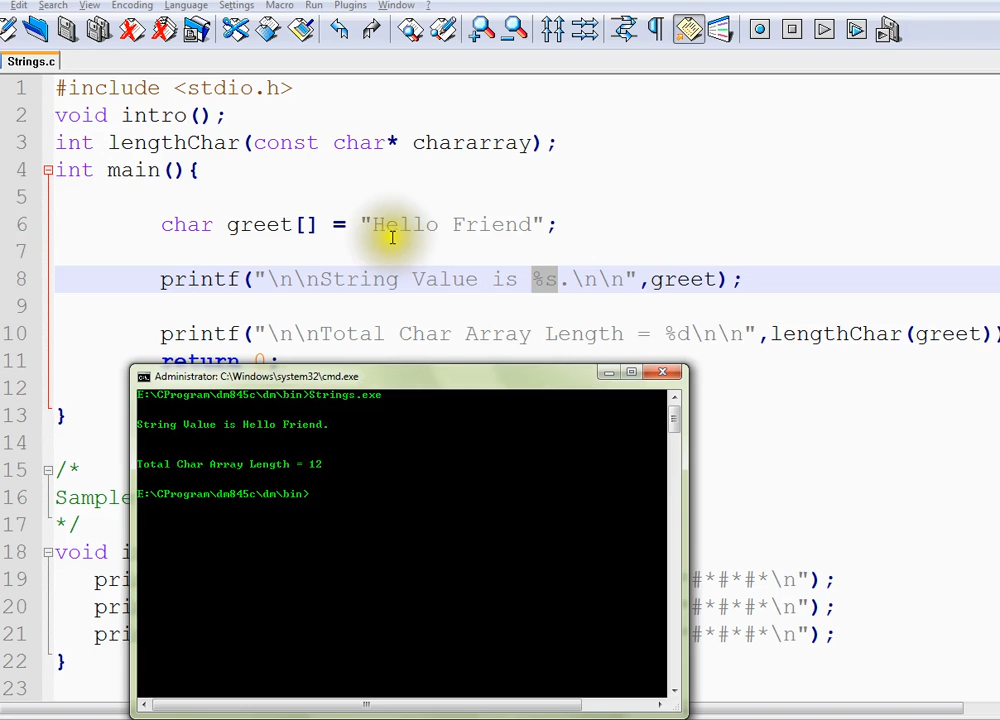 Edit Search View Encoding Language Settings Macro Run Plugins Window ?
Strings.c
1 #include <stdio.h>
2 void intro();
3 int lengthChar(const char* chararray);
4 int main(){
5
6 char greet[] = "Hello Friend";
7
8 printf("\n\nString Value is %s.\n\n",greet);
9
10 printf("\n\nTotal Char Array Length = %d\n\n",lengthChar(greet))
11 return 0;
12
13 }
14
15 /*
16 Sample
17 */
18 void i
19 pri #*#*#*\n");
20 pri #*#*#*\n");
21 pri #*#*#*\n");
22 }
23
Administrator: C:\Windows\system32\cmd.exe
E:\CProgram\dm845c\dm\bin>Strings.exe
String Value is Hello Friend.
Total Char Array Length = 12
E:\CProgram\dm845c\dm\bin>